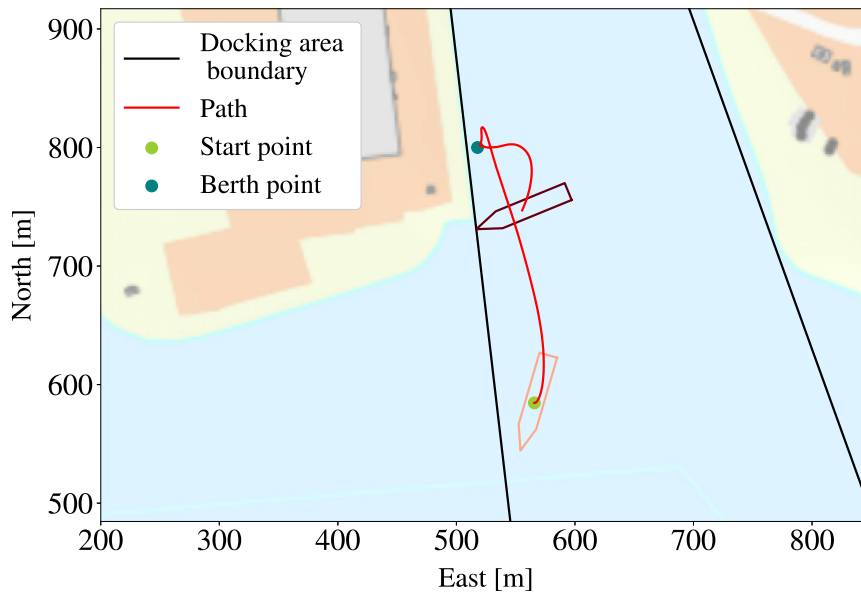 900
800
700
600
500
North [m]
Docking area
boundary
Path
Start point
Berth point
200 300 400 500 600 700 800
East [m]